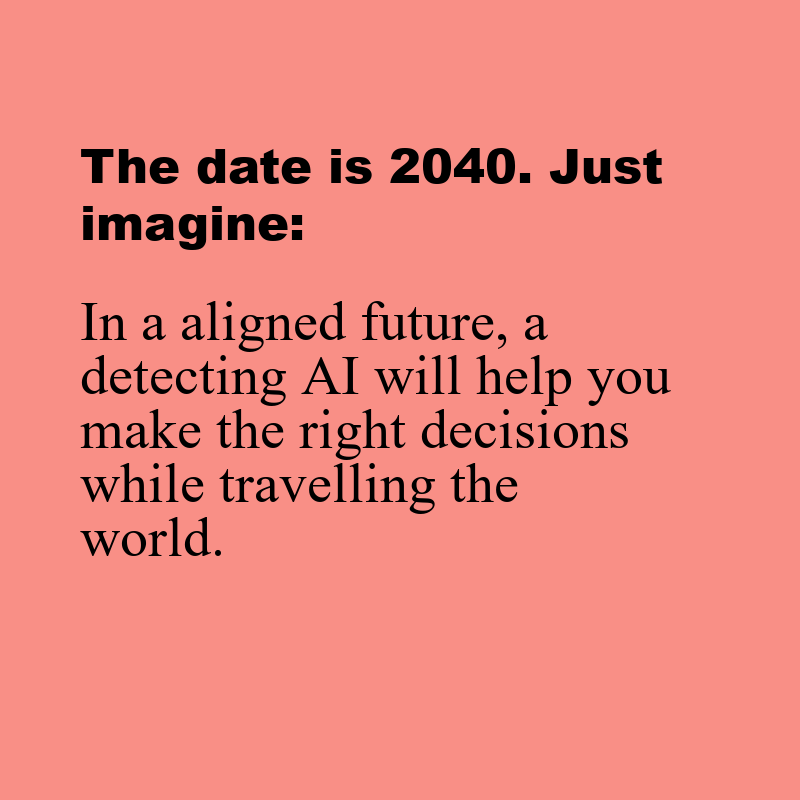 The date is 2040. Just
imagine:
In a aligned future, a
detecting AI will help you
make the right decisions
while travelling the
world.